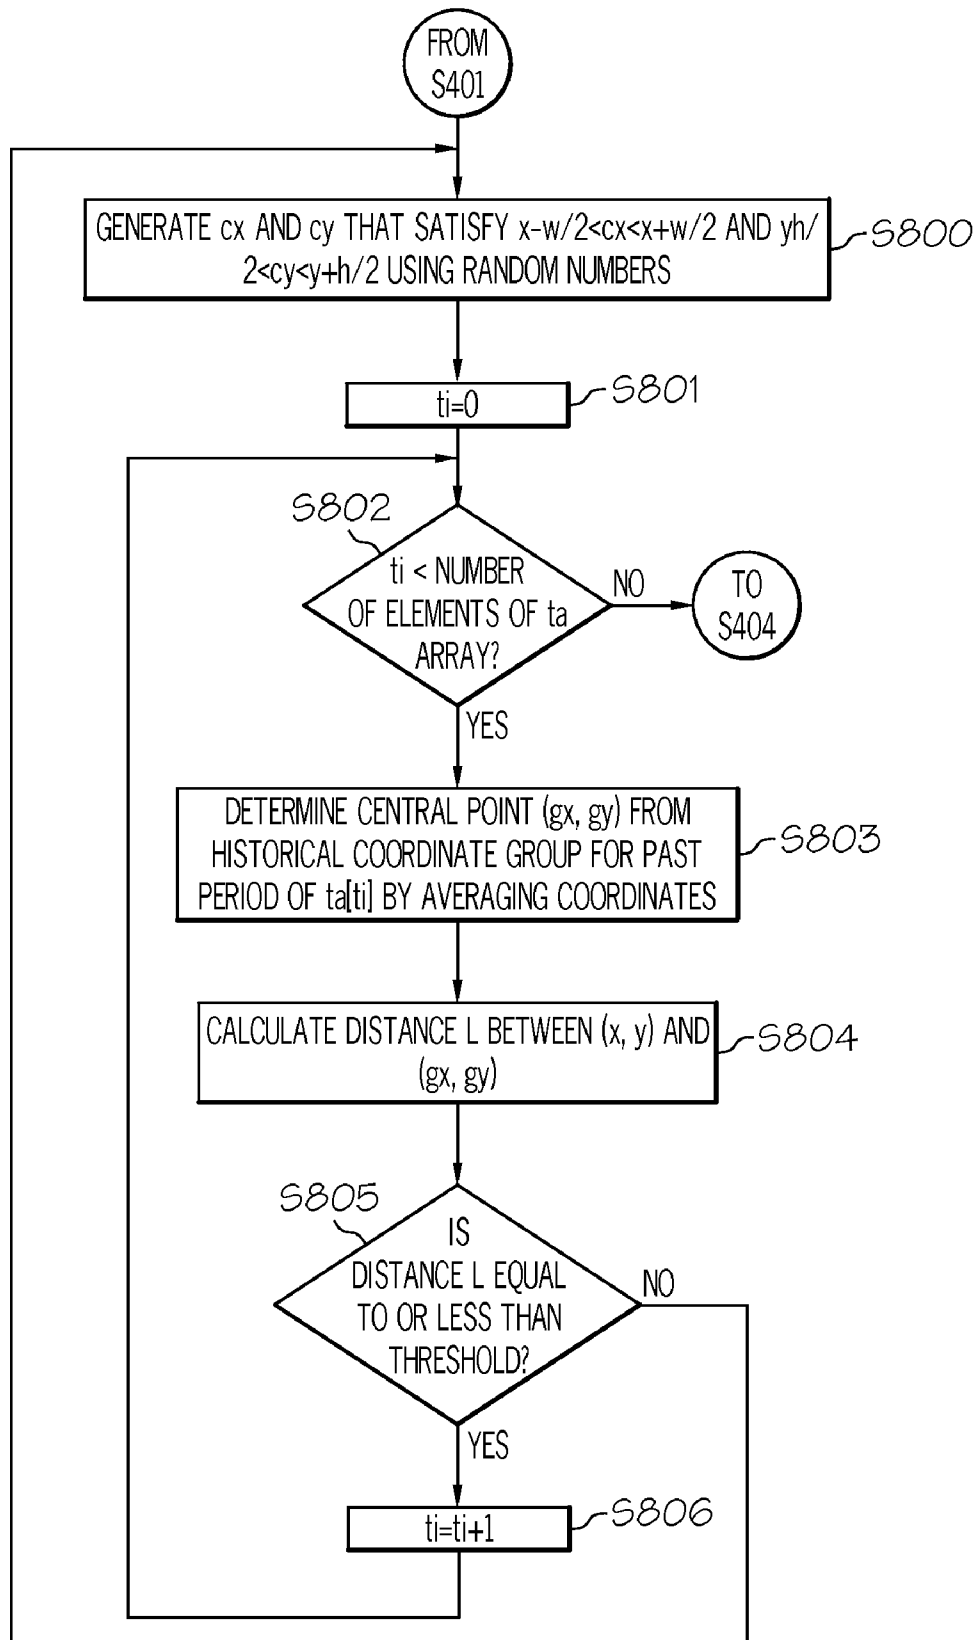 FROM
S401
GENERATE cx AND cy THAT SATISFY x-w/2<cx<x+w/2 AND yh/
2<cy<y+h/2 USING RANDOM NUMBERS
S800
ti=0
S801
S802
ti < NUMBER
OF ELEMENTS OF ta
ARRAY?
NO
TO
S404
YES
DETERMINE CENTRAL POINT (gx, gy) FROM
HISTORICAL COORDINATE GROUP FOR PAST
PERIOD OF ta[ti] BY AVERAGING COORDINATES
S803
CALCULATE DISTANCE L BETWEEN (x, y) AND
(gx, gy)
S804
S805
IS
DISTANCE L EQUAL
TO OR LESS THAN
THRESHOLD?
NO
YES
ti=ti+1
S806